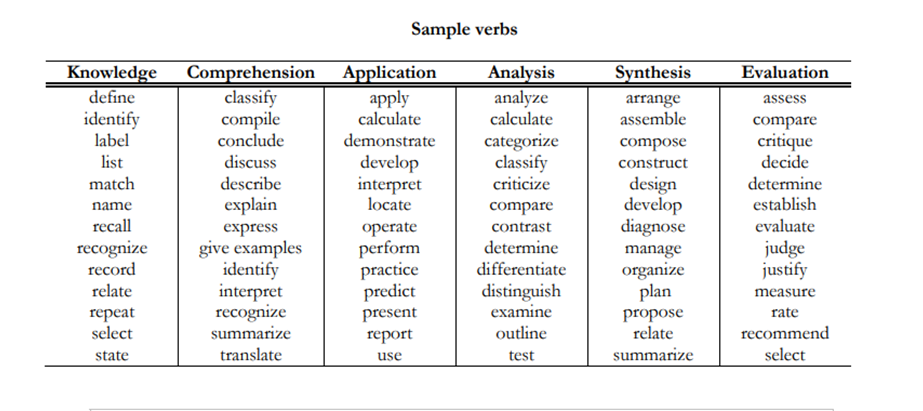 Sample verbs
Knowledge Comprehension Application Analysis Synthesis Evaluation
define classify apply analyze arrange assess
identify compile calculate calculate assemble compare
label conclude demonstrate categorize compose critique
list discuss develop classify construct decide
match describe interpret criticize design determine
name explain locate compare develop establish
recall express operate contrast diagnose evaluate
recognize give examples perform determine manage judge
record identify practice differentiate organize justify
relate interpret predict distinguish plan measure
repeat recognize present examine propose rate
select summarize report outline relate recommend
state translate use test summarize select